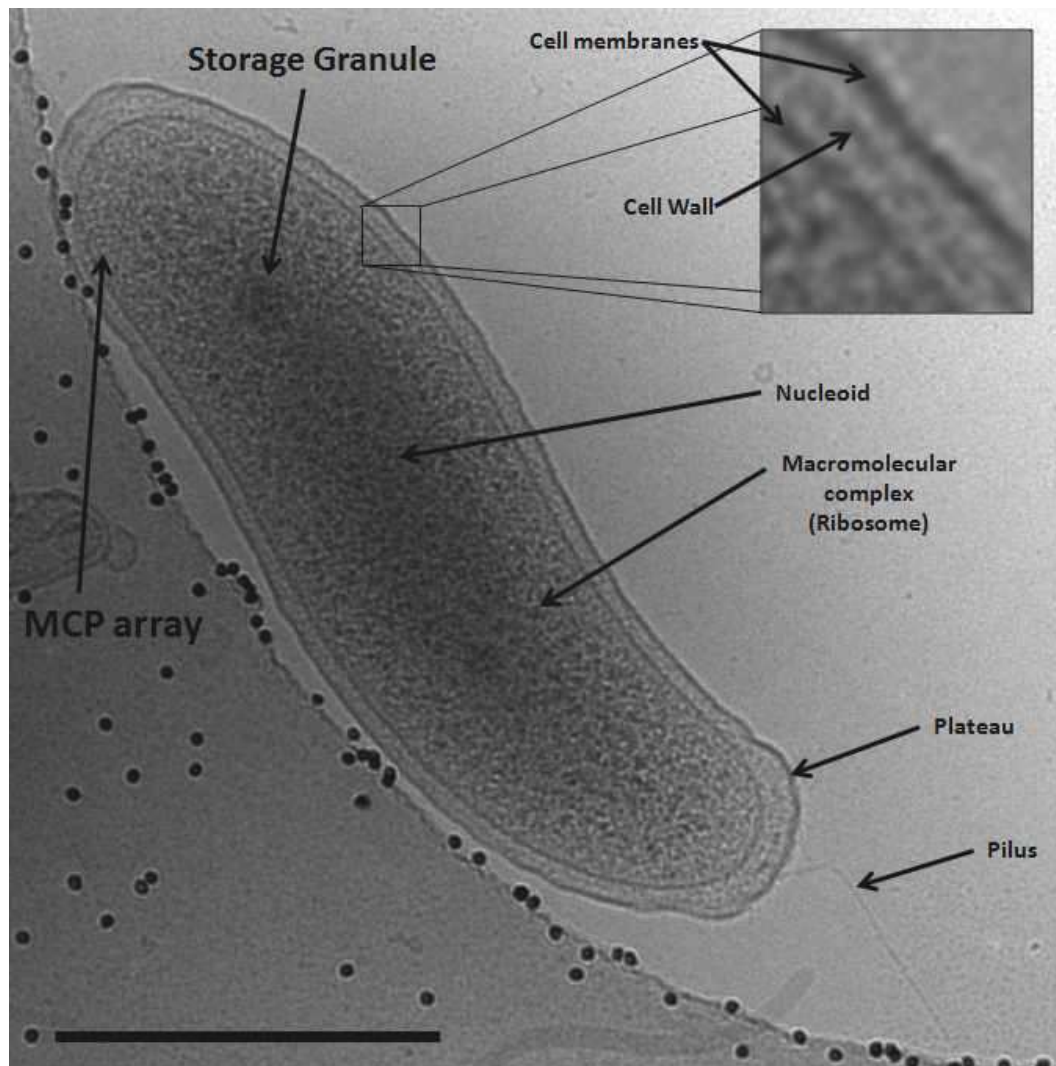 Cell membranes
Storage Granule
Cell Wall
Nucleoid
Macromolecular
complex
(Ribosome)
MCP array
Plateau
Pilus